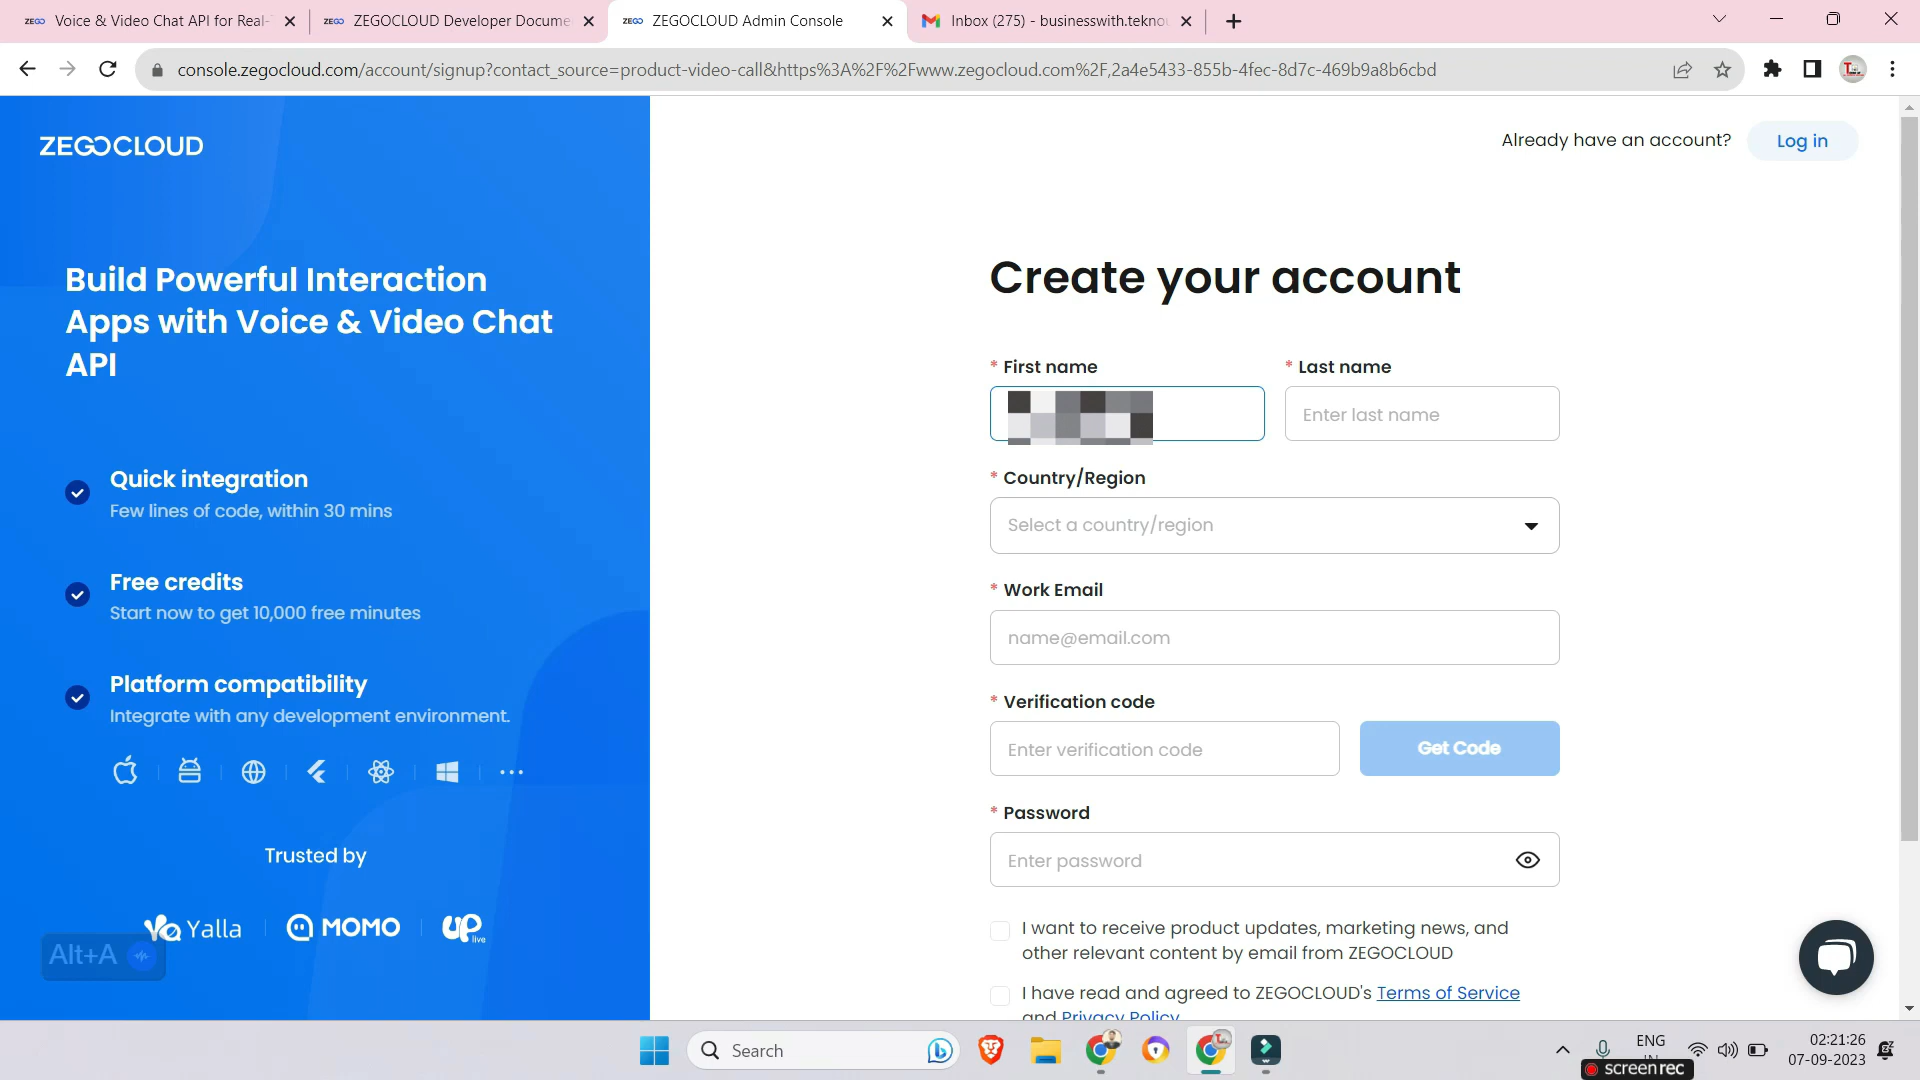 ZEGO Voice & Video Chat API for Real-T
ZEGO ZEGOCLOUD Developer Docume
ZEGO ZEGOCLOUD Admin Console
Inbox (275) - businesswith.tekno
console.zegocloud.com/account/signup?contact_source=product-video-call&https%3A%2F%2Fwww.zegocloud.com%2F,2a4e5433-855b-4fec-8d7c-469b9a8b6cbd
ZEGOCLOUD
Already have an account? Log in
Build Powerful Interaction
Apps with Voice & Video Chat
API
Quick integration
Few lines of code, within 30 mins
Free credits
Start now to get 10,000 free minutes
Platform compatibility
Integrate with any development environment.
Trusted by
Yalla
MOMO
UP live
Alt+A
Create your account
* First name
* Last name
Enter last name
* Country/Region
Select a country/region
* Work Email
name@email.com
* Verification code
Enter verification code
Get Code
* Password
Enter password
I want to receive product updates, marketing news, and
other relevant content by email from ZEGOCLOUD
I have read and agreed to ZEGOCLOUD's Terms of Service
and Privacy Policy
Search
ENG
IN
02:21:26
07-09-2023
screenrec